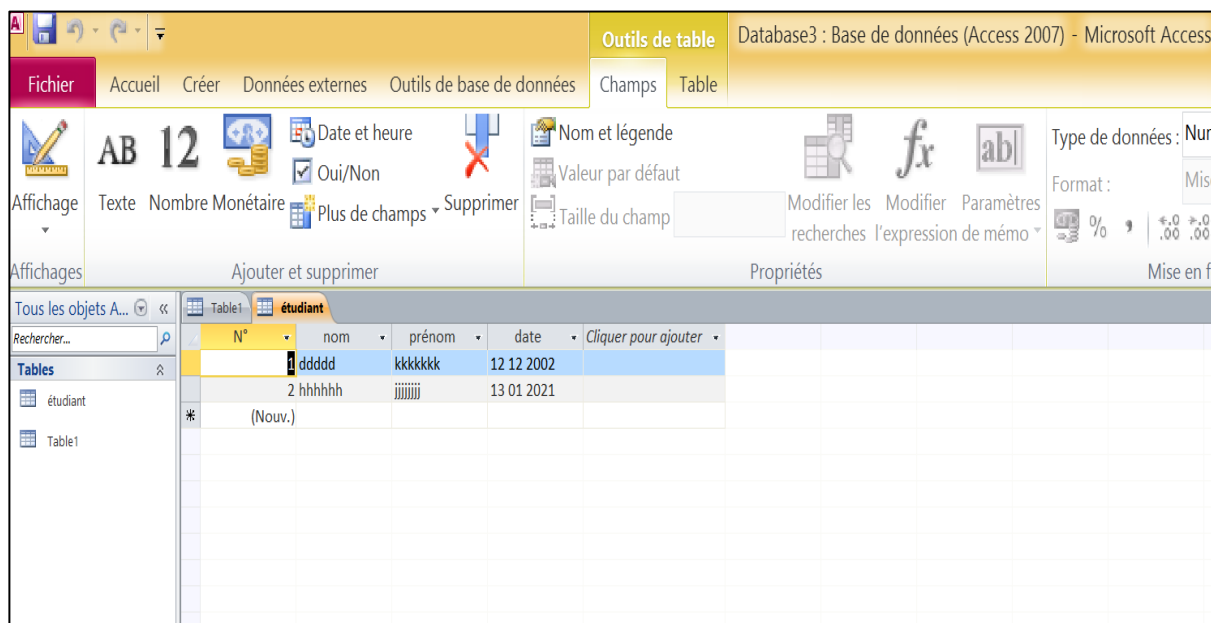 Outils de table
Database3 : Base de données (Access 2007) - Microsoft Access
Fichier Accueil Créer Données externes Outils de base de données Champs Table
Affichage
AB Texte
12 Nombre
Monétaire
Date et heure
Oui/Non
Plus de champs
Supprimer
Nom et légende
Valeur par défaut
Taille du champ
Modifier les
recherches
fx Modifier
l'expression
ab| Paramètres
de mémo
Type de données :
Format :
%
Affichages
Ajouter et supprimer
Propriétés
Mise en
Tous les objets A...
Rechercher...
Tables
étudiant
Table1
Table1 étudiant
N° nom prénom date Cliquer pour ajouter
1 ddddd kkkkkkk 12 12 2002
2 hhhhhh jjjjjjjj 13 01 2021
(Nouv.)